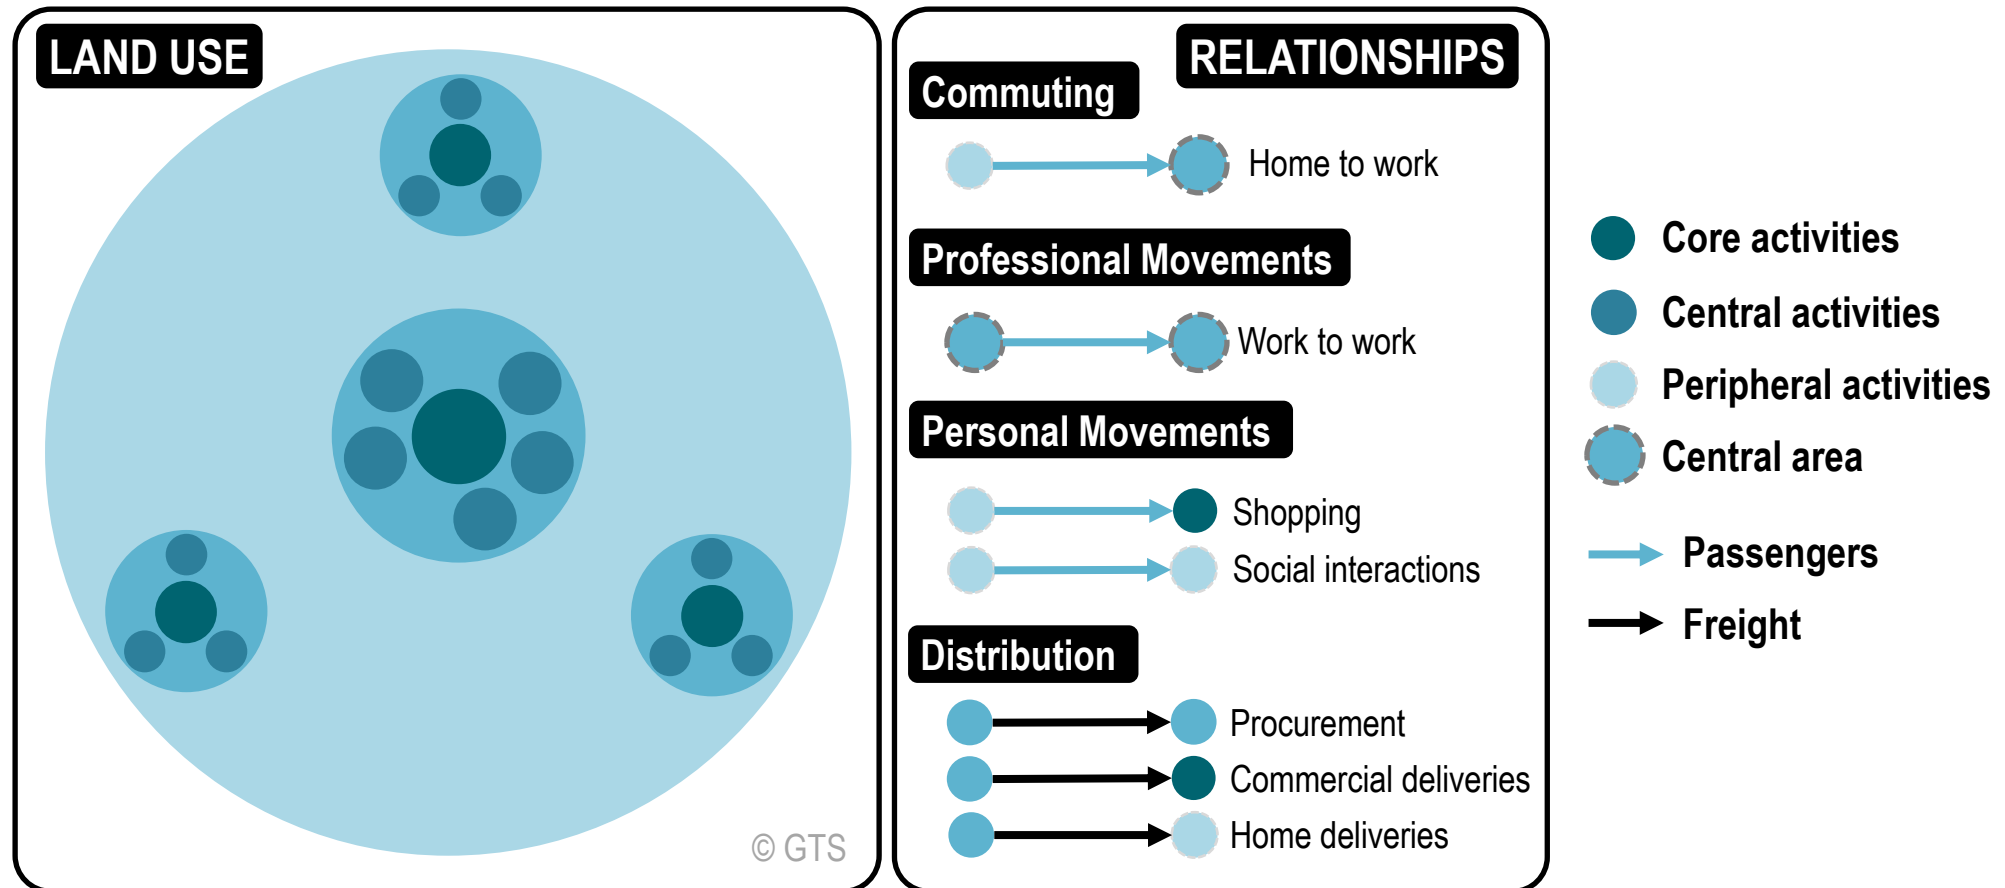 LAND USE
© GTS
RELATIONSHIPS
Commuting
Home to work
Professional Movements
Work to work
Personal Movements
Shopping
Social interactions
Distribution
Procurement
Commercial deliveries
Home deliveries
Core activities
Central activities
Peripheral activities
Central area
Passengers
Freight